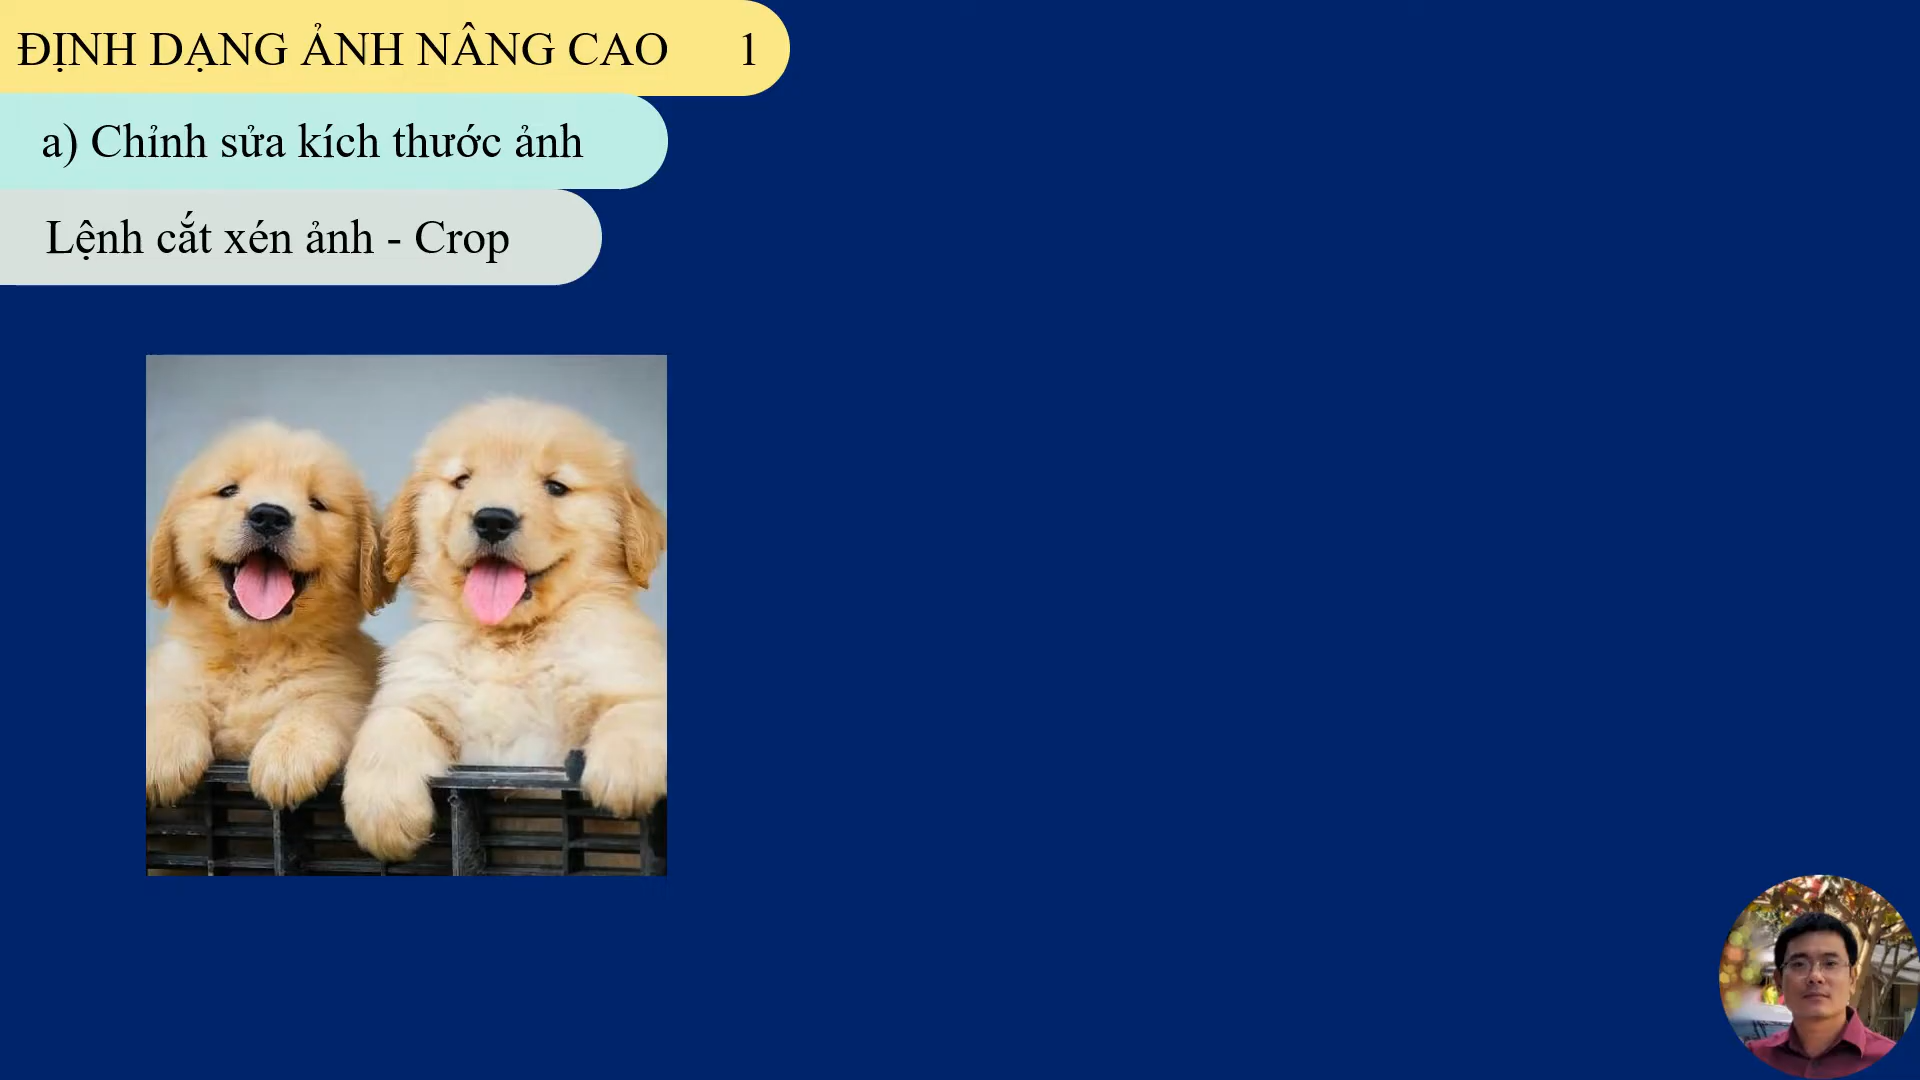 ĐỊNH DẠNG ẢNH NÂNG CAO 1
a) Chỉnh sửa kích thước ảnh
Lệnh cắt xén ảnh - Crop